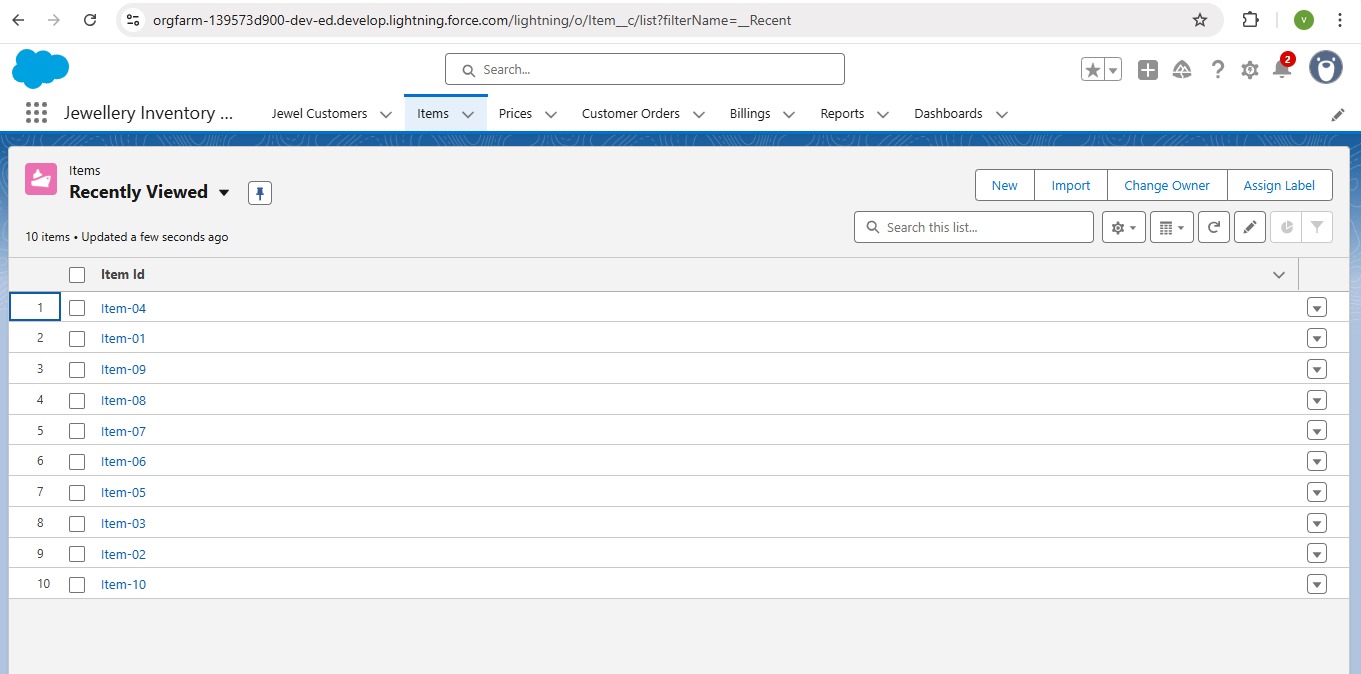 orgfarm-139573d900-dev-ed.develop.lightning.force.com/lightning/o/Item__c/list?filterName=__Recent
V
Search...
2
Jewellery Inventory ...
Jewel Customers
Items
Prices
Customer Orders
Billings
Reports
Dashboards
Items
Recently Viewed
New
Import
Change Owner
Assign Label
10 items • Updated a few seconds ago
Search this list...
Item Id
1 Item-04
2 Item-01
3 Item-09
4 Item-08
5 Item-07
6 Item-06
7 Item-05
8 Item-03
9 Item-02
10 Item-10